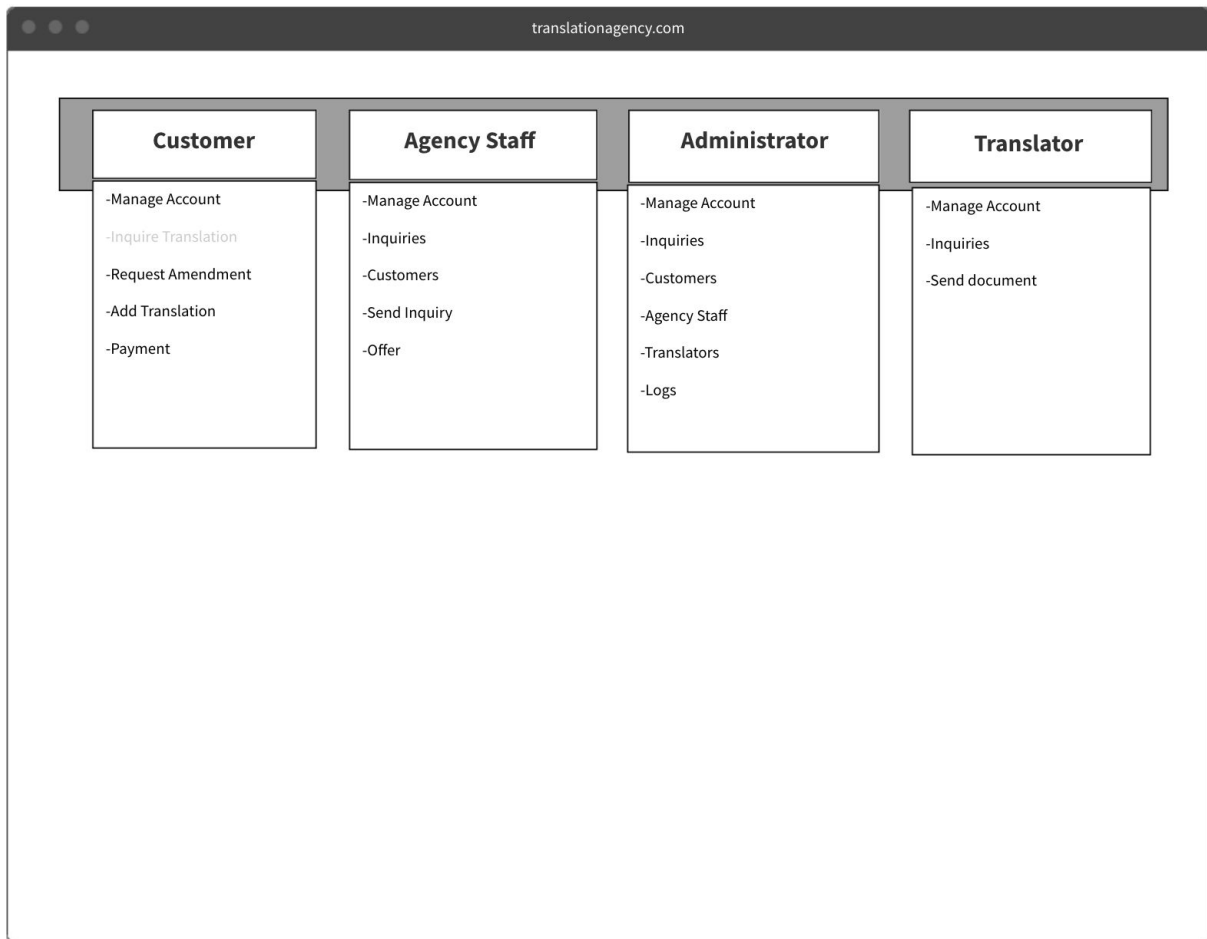 translationagency.com
Customer
-Manage Account
-Inquire Translation
-Request Amendment
-Add Translation
-Payment
Agency Staff
-Manage Account
-Inquiries
-Customers
-Send Inquiry
-Offer
Administrator
-Manage Account
-Inquiries
-Customers
-Agency Staff
-Translators
-Logs
Translator
-Manage Account
-Inquiries
-Send document